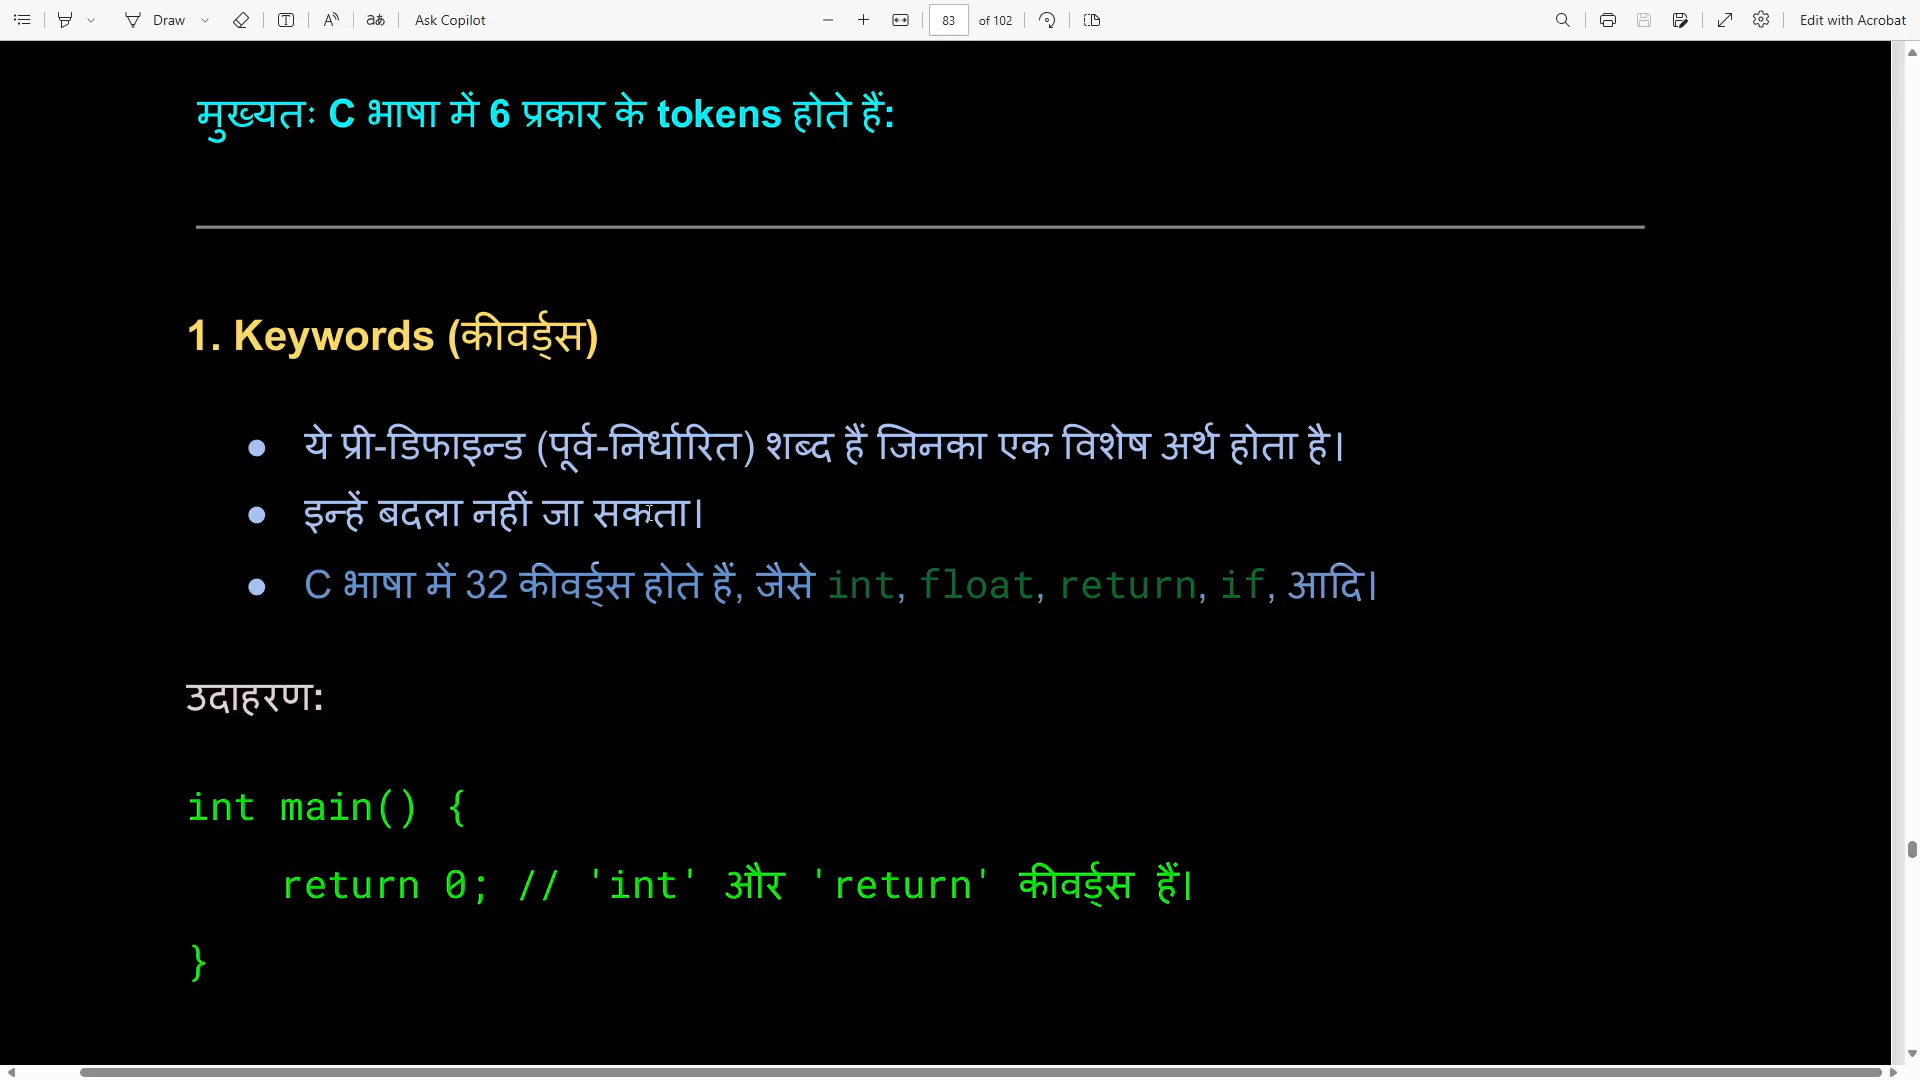 Draw
Ask Copilot
83 of 102
Edit with Acrobat
मुख्यतः C भाषा में 6 प्रकार के tokens होते हैं:
1. Keywords (कीवर्ड्स)
● ये प्री-डिफाइन्ड (पूर्व-निर्धारित) शब्द हैं जिनका एक विशेष अर्थ होता है।
● इन्हें बदला नहीं जा सकता।
● C भाषा में 32 कीवर्ड्स होते हैं, जैसे int, float, return, if, आदि।
उदाहरण:
int main() {
    return 0; // 'int' और 'return' कीवर्ड्स हैं।
}